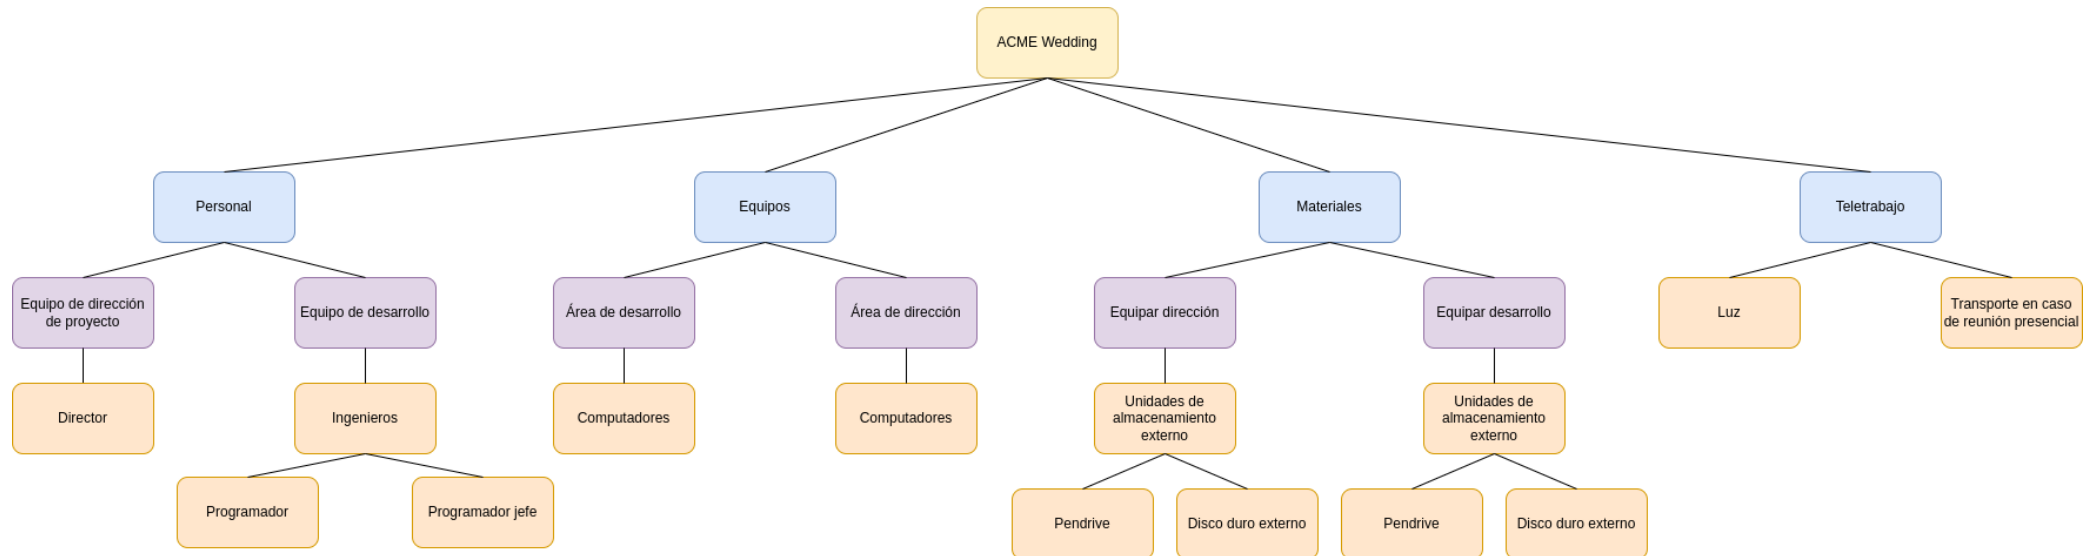 ACME Wedding
Personal
Equipos
Materiales
Teletrabajo
Equipo de dirección
de proyecto
Equipo de desarrollo
Área de desarrollo
Área de dirección
Equipar dirección
Equipar desarrollo
Luz
Transporte en caso
de reunión presencial
Director
Ingenieros
Computadores
Computadores
Unidades de
almacenamiento
externo
Unidades de
almacenamiento
externo
Programador
Programador jefe
Pendrive
Disco duro externo
Pendrive
Disco duro externo